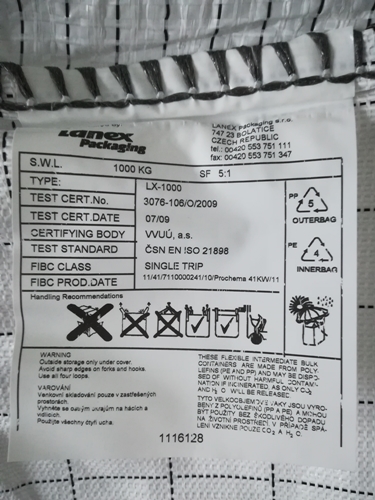 Lanex
Packaging
LANEX Packaging s.r.o.
747 23 BOLATICE
CZECH REPUBLIC
tel.: 00420 553 751 111
fax: 00420 553 751 347
S.W.L. 1000 KG SF 5:1
TYPE: LX-1000
TEST CERT.No. 3076-106/O/2009
TEST CERT.DATE 07/09
CERTIFYING BODY VVUÚ, a.s.
TEST STANDARD ČSN EN ISO 21898
FIBC CLASS SINGLE TRIP
FIBC PROD.DATE 11/41/7110000241/10/Prochema 41KW/11
PP 5
OUTERBAG
PE 4
INNERBAG
Handling Recommendations
WARNING
Outside storage only under cover.
Avoid sharp edges on forks and hooks.
Use all four loops.
VAROVÁNÍ
Venkovní skladování pouze v zastřešených
prostorách.
Vyhněte se ostrým hranám na hácích a
vidlicích.
Použijte všechny čtyři ucha.
THESE FLEXIBLE INTERMEDIATE BULK
CONTAINERS ARE MADE FROM POLY-
LEFINS (PE AND PP) AND MAY BE DISPO-
SED OF WITHOUT HARMFUL CONTAMI-
NATION IF INCINERATED, AS ONLY CO2
AND H2O WILL BE RELEASED.
TYTO VELKOOBJEMOVÉ VAKY JSOU VYRO-
BENY Z POLYOLEFINŮ (PP A PE) A MOHOU
BÝT POUŽITY BEZ ŠKODLIVÉHO DOPADU
NA ŽIVOTNÍ PROSTŘEDÍ. V PŘÍPADĚ SPÁ-
LENÍ VZNIKNE POUZE CO2 A H2O.
1116128